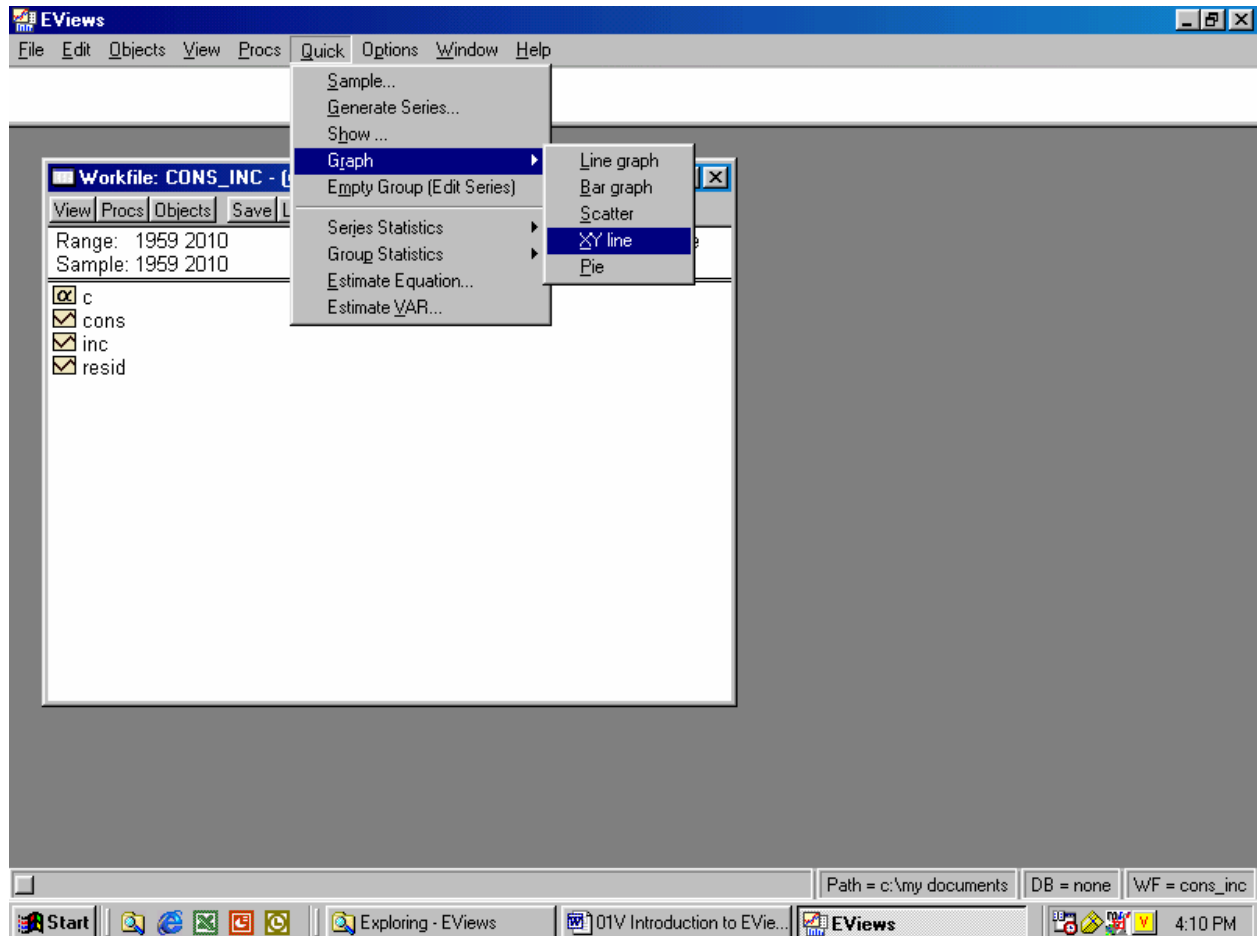 EViews
File Edit Objects View Procs Quick Options Window Help
Sample...
Generate Series...
Show ...
Graph
Empty Group (Edit Series)
Series Statistics
Group Statistics
Estimate Equation...
Estimate VAR...
Line graph
Bar graph
Scatter
XY line
Pie
Workfile: CONS_INC - (
View Procs Objects Save L
Range: 1959 2010
Sample: 1959 2010
c
cons
inc
resid
Path = c:\my documents DB = none WF = cons_inc
Start Exploring - EViews 01V Introduction to EVie... EViews 4:10 PM